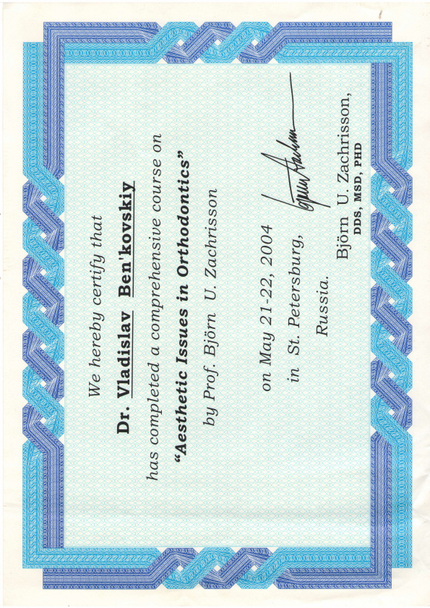 We hereby certify that
Dr. Vladislav Ben'kovskiy
has completed a comprehensive course on
“Aesthetic Issues in Orthodontics”
by Prof. Björn U. Zachrisson
on May 21-22, 2004
in St. Petersburg,
Russia.
Björn U. Zachrisson,
DDS, MSD, PHD